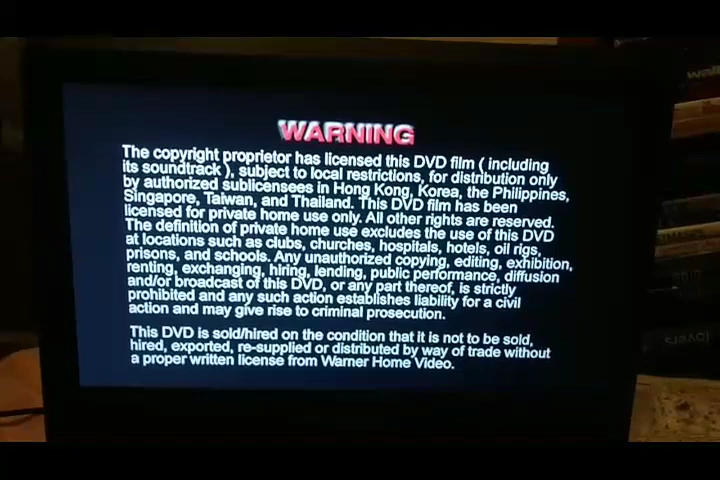 WARNING
The copyright proprietor has licensed this DVD film ( including
its soundtrack ), subject to local restrictions, for distribution only
by authorized sublicensees in Hong Kong, Korea, the Philippines,
Singapore, Taiwan, and Thailand. This DVD film has been
licensed for private home use only. All other rights are reserved.
The definition of private home use excludes the use of this DVD
at locations such as clubs, churches, hospitals, hotels, oil rigs,
prisons, and schools. Any unauthorized copying, editing, exhibition,
renting, exchanging, hiring, lending, public performance, diffusion
and/or broadcast of this DVD, or any part thereof, is strictly
prohibited and any such action establishes liability for a civil
action and may give rise to criminal prosecution.
This DVD is sold/hired on the condition that it is not to be sold,
hired, exported, re-supplied or distributed by way of trade without
a proper written license from Warner Home Video.